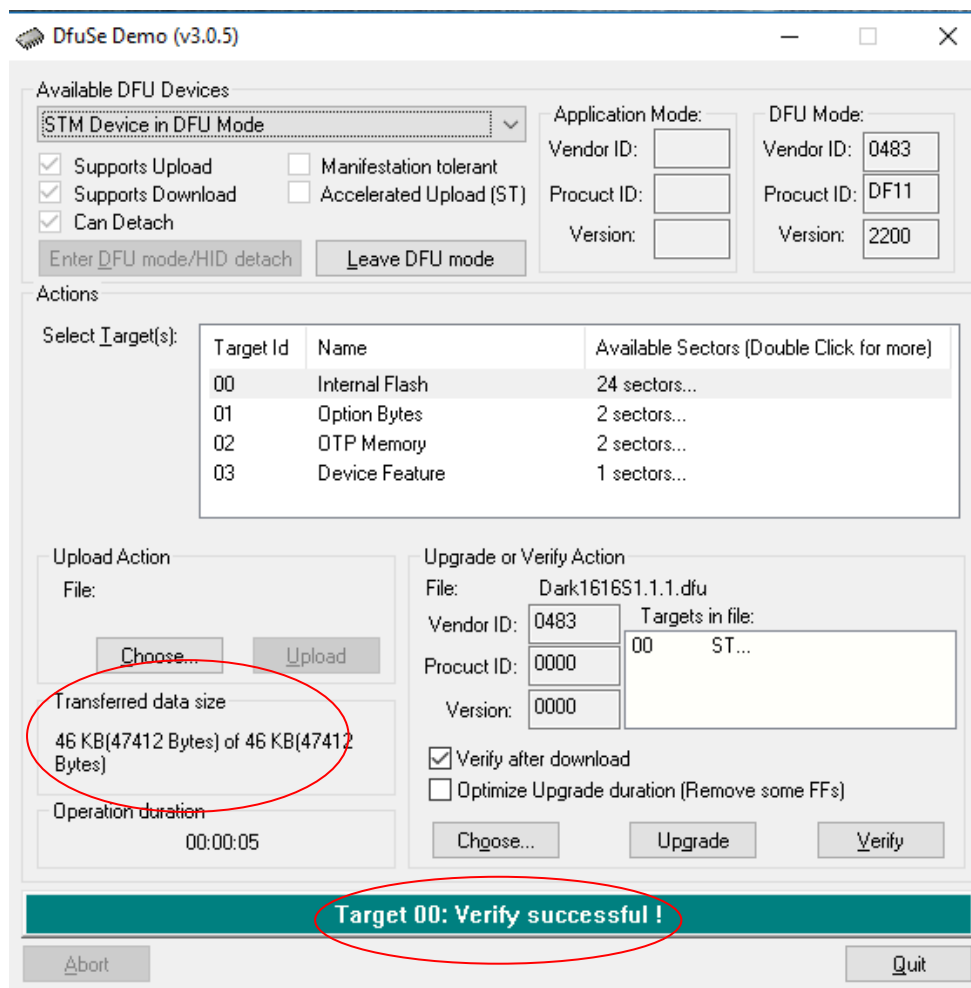 DfuSe Demo (v3.0.5)
Available DFU Devices
STM Device in DFU Mode
Supports Upload
Manifestation tolerant
Supports Download
Accelerated Upload (ST)
Can Detach
Enter DFU mode/HID detach
Leave DFU mode
Application Mode:
Vendor ID:
Procuct ID:
Version:
DFU Mode:
Vendor ID: 0483
Procuct ID: DF11
Version: 2200
Actions
Select Target(s):
Target Id Name Available Sectors (Double Click for more)
00 Internal Flash 24 sectors...
01 Option Bytes 2 sectors...
02 OTP Memory 2 sectors...
03 Device Feature 1 sectors...
Upload Action
File:
Choose... Upload
Transferred data size
46 KB(47412 Bytes) of 46 KB(47412
Bytes)
Operation duration
00:00:05
Upgrade or Verify Action
File: Dark1616S1.1.1.dfu
Vendor ID: 0483
Procuct ID: 0000
Version: 0000
Targets in file:
00 ST...
Verify after download
Optimize Upgrade duration (Remove some FFs)
Choose... Upgrade Verify
Target 00: Verify successful !
Abort Quit